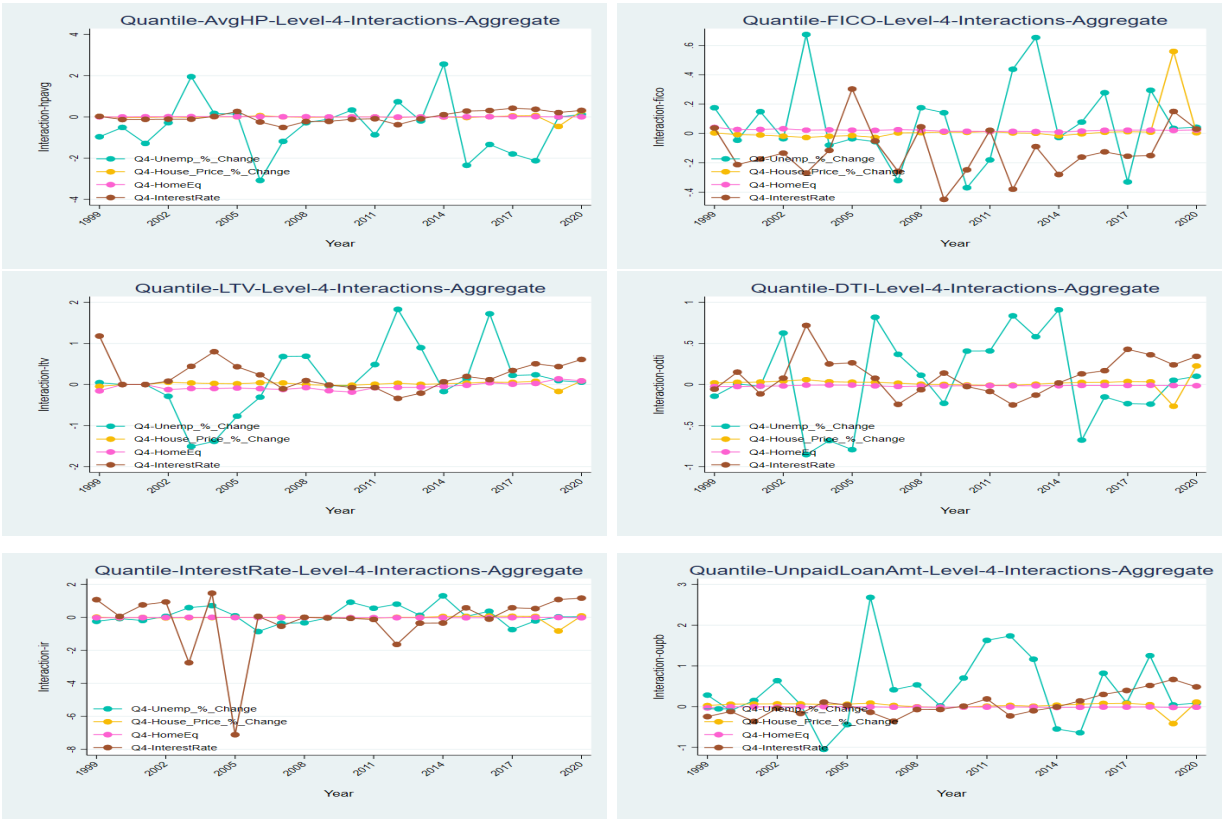 Quantile-AvgHP-Level-4-Interactions-Aggregate
Interaction-hpavg
4
2
0
-2
-4
Q4-Unemp_%_Change
Q4-House_Price_%_Change
Q4-HomeEq
Q4-InterestRate
1999
2002
2005
2008
2011
2014
2017
2020
Year
Quantile-FICO-Level-4-Interactions-Aggregate
Interaction-fico
.6
.4
.2
0
-.2
-.4
Q4-Unemp_%_Change
Q4-House_Price_%_Change
Q4-HomeEq
Q4-InterestRate
1999
2002
2005
2008
2011
2014
2017
2020
Year
Quantile-LTV-Level-4-Interactions-Aggregate
Interaction-ltv
2
1
0
-1
-2
Q4-Unemp_%_Change
Q4-House_Price_%_Change
Q4-HomeEq
Q4-InterestRate
1999
2002
2005
2008
2011
2014
2017
2020
Year
Quantile-DTI-Level-4-Interactions-Aggregate
Interaction-dti
1
.5
0
-.5
-1
Q4-Unemp_%_Change
Q4-House_Price_%_Change
Q4-HomeEq
Q4-InterestRate
1999
2002
2005
2008
2011
2014
2017
2020
Year
Quantile-InterestRate-Level-4-Interactions-Aggregate
Interaction-ir
2
0
-2
-4
-6
-8
Q4-Unemp_%_Change
Q4-House_Price_%_Change
Q4-HomeEq
Q4-InterestRate
1999
2002
2005
2008
2011
2014
2017
2020
Year
Quantile-UnpaidLoanAmt-Level-4-Interactions-Aggregate
Interaction-oupb
3
2
1
0
-1
Q4-Unemp_%_Change
Q4-House_Price_%_Change
Q4-HomeEq
Q4-InterestRate
1999
2002
2005
2008
2011
2014
2017
2020
Year